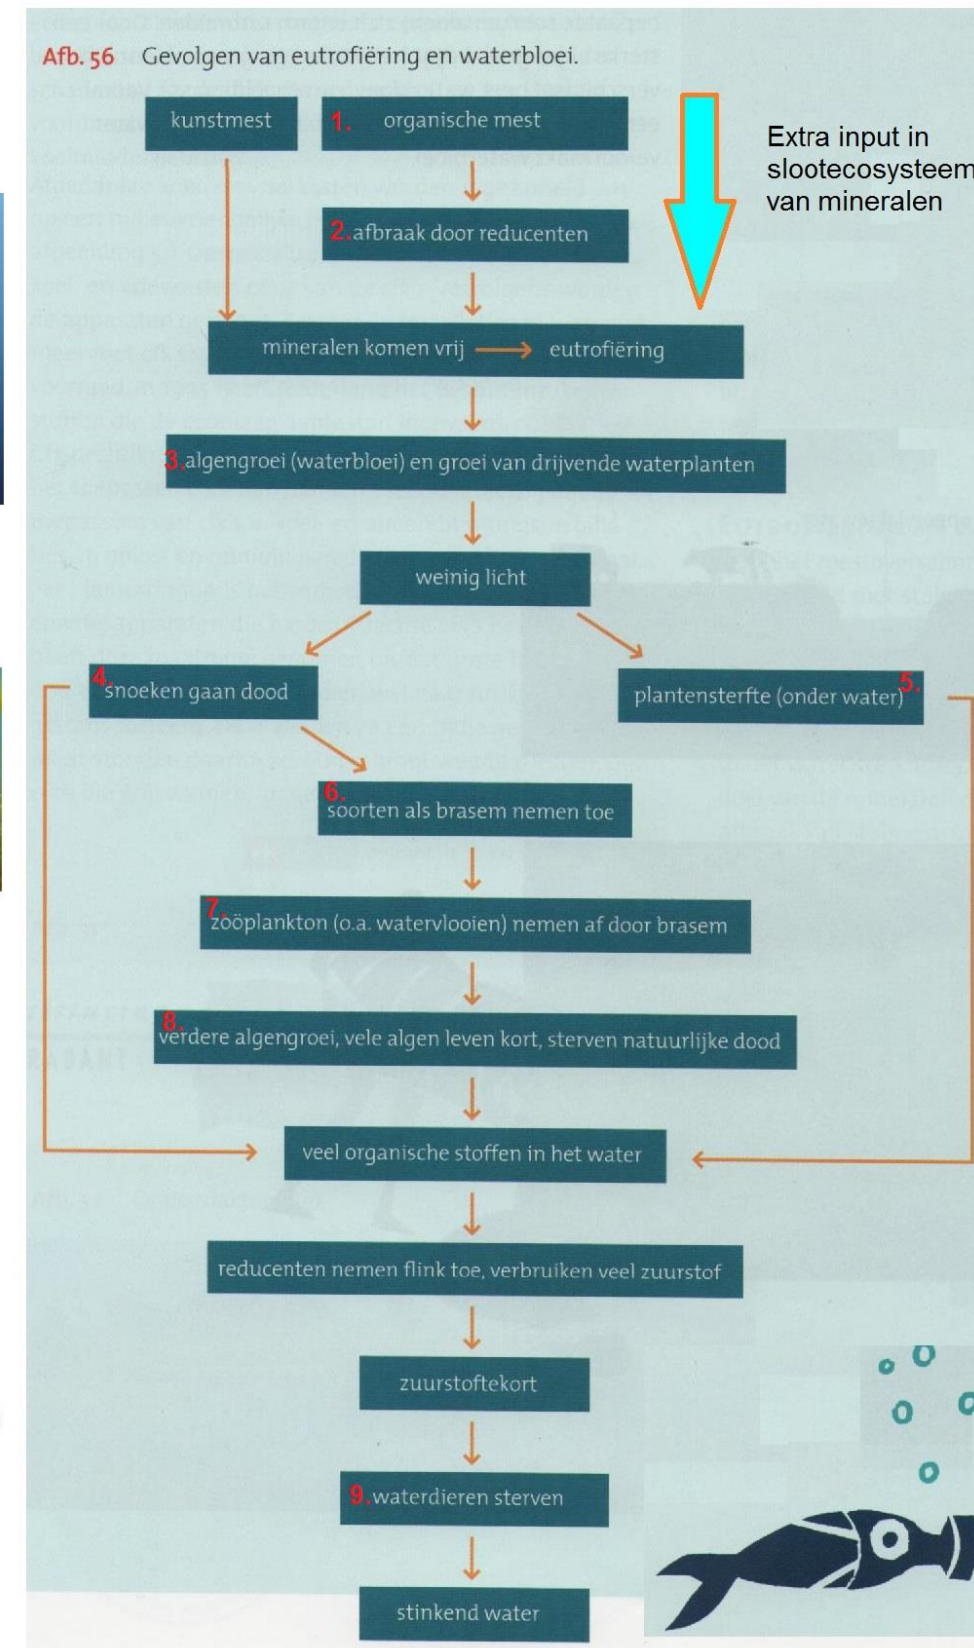 Afb. 56 Gevolgen van eutrofiëring en waterbloei.
kunstmest
1. organische mest
Extra input in
slootecosysteem
van mineralen
2. afbraak door reducenten
mineralen komen vrij → eutrofiëring
3. algengroei (waterbloei) en groei van drijvende waterplanten
weinig licht
4. snoeken gaan dood
plantensterfte (onder water) 5.
6. soorten als brasem nemen toe
7. zoöplankton (o.a. watervlooien) nemen af door brasem
8. verdere algengroei, vele algen leven kort, sterven natuurlijke dood
veel organische stoffen in het water
reducenten nemen flink toe, verbruiken veel zuurstof
zuurstoftekort
9. waterdieren sterven
stinkend water